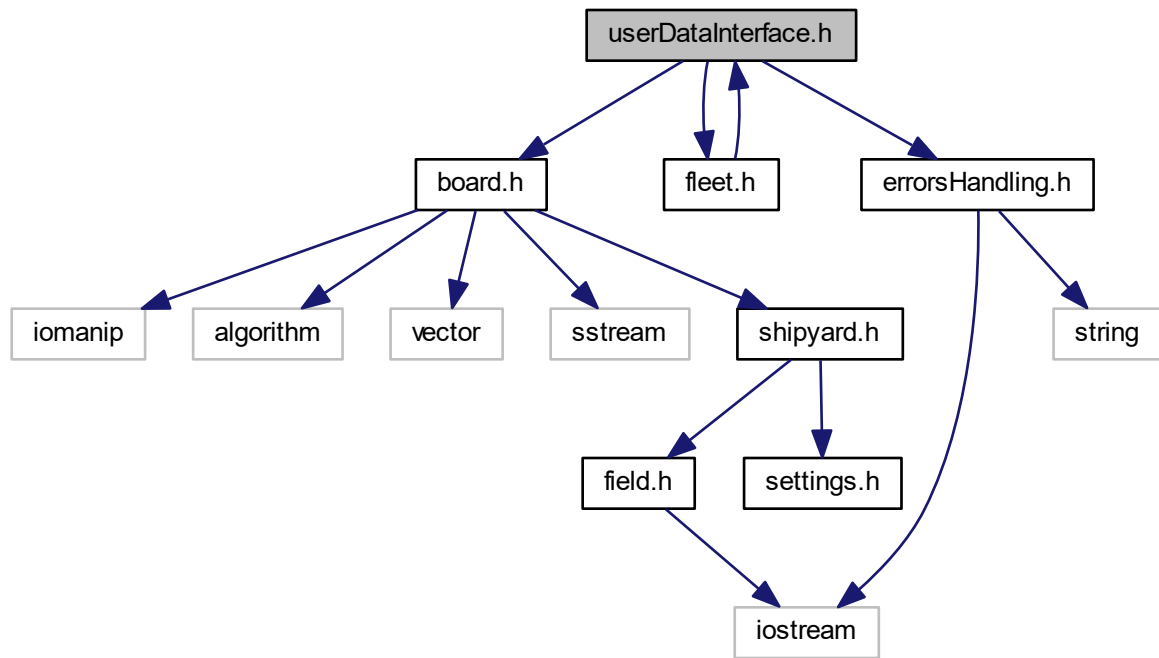 userDataInterface.h
board.h
fleet.h
errorsHandling.h
iomanip
algorithm
vector
sstream
shipyard.h
string
field.h
settings.h
iostream